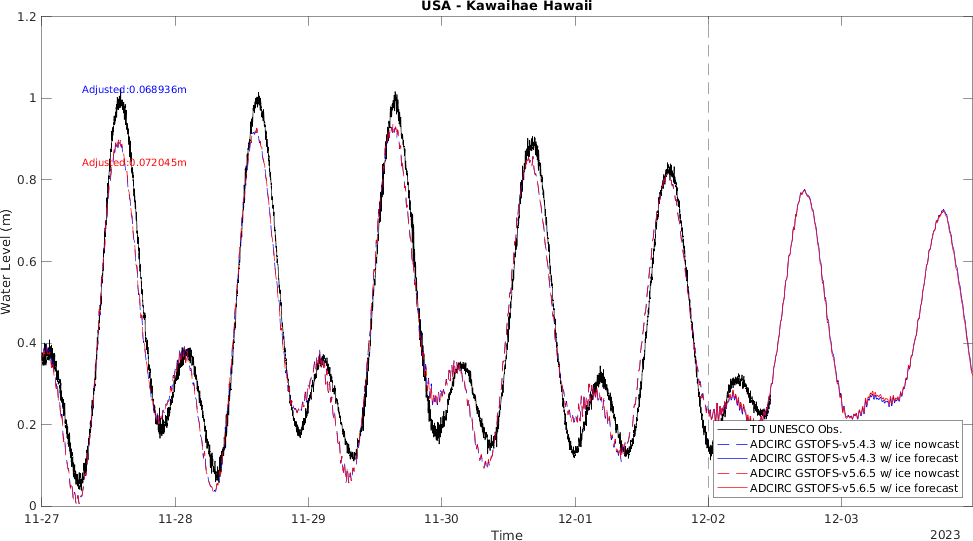 USA - Kawaihae Hawaii
1.2
1
0.8
0.6
0.4
0.2
0
Water Level (m)
Adjusted:0.068936m
Adjusted:0.072045m
TD UNESCO Obs.
ADCIRC GSTOFS-v5.4.3 w/ ice nowcast
ADCIRC GSTOFS-v5.4.3 w/ ice forecast
ADCIRC GSTOFS-v5.6.5 w/ ice nowcast
ADCIRC GSTOFS-v5.6.5 w/ ice forecast
11-27 11-28 11-29 11-30 12-01 12-02 12-03
Time
2023